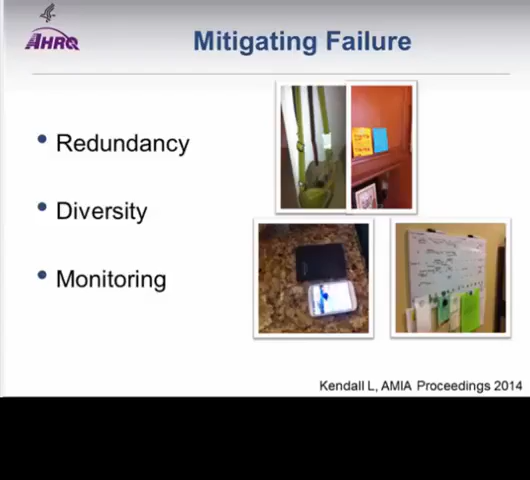 AHRQ
Mitigating Failure
• Redundancy
• Diversity
• Monitoring
Kendall L, AMIA Proceedings 2014